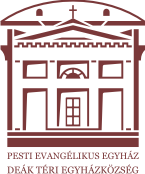 PESTI EVANGÉLIKUS EGYHÁZ
DEÁK TÉRI EGYHÁZKÖZSÉG